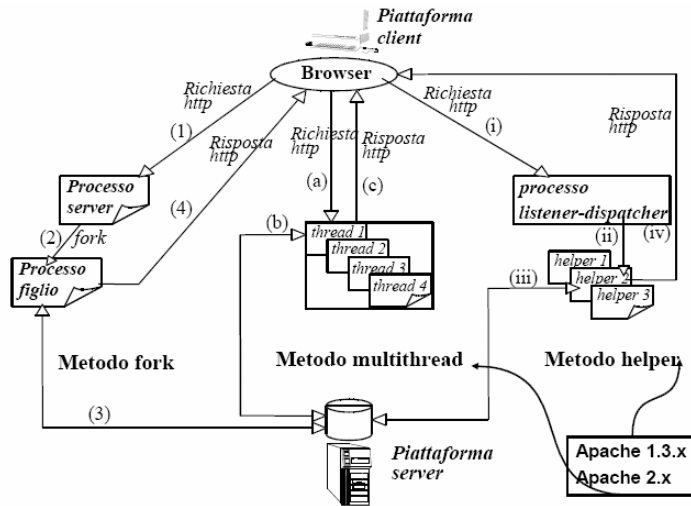 Piattaforma
client
Browser
Richiesta
http
(1)
Risposta
http
(4)
Richiesta
http
(a)
Risposta
http
(c)
Richiesta
http
(i)
Risposta
http
Processo
server
(2)
fork
Processo
figlio
(b)
thread 1
thread 2
thread 3
thread 4
processo
listener-dispatcher
(ii)
(iv)
helper 1
helper 2
helper 3
(iii)
Metodo fork
Metodo multithread
Metodo helper
(3)
Piattaforma
server
Apache 1.3.x
Apache 2.x